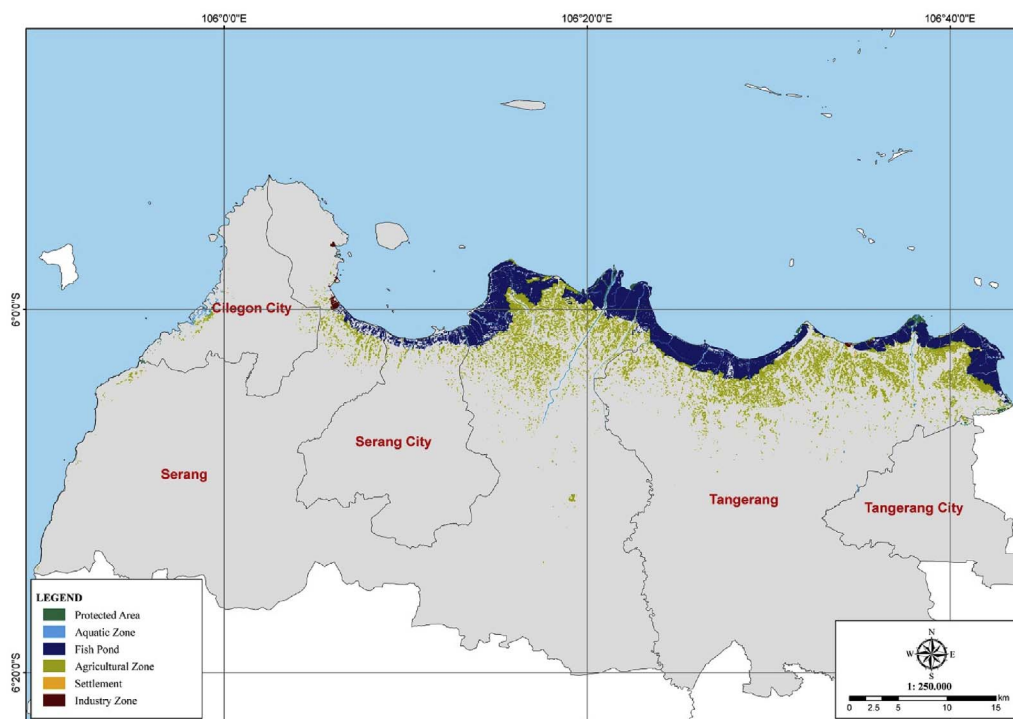 106°0'0"E 106°20'0"E 106°40'0"E
6°0'0"S
6°20'0"S
Cilegon City
Serang City
Serang
Tangerang
Tangerang City
LEGEND
Protected Area
Aquatic Zone
Fish Pond
Agricultural Zone
Settlement
Industry Zone
N
W E
S
1: 250.000
km
0 2.5 5 10 15